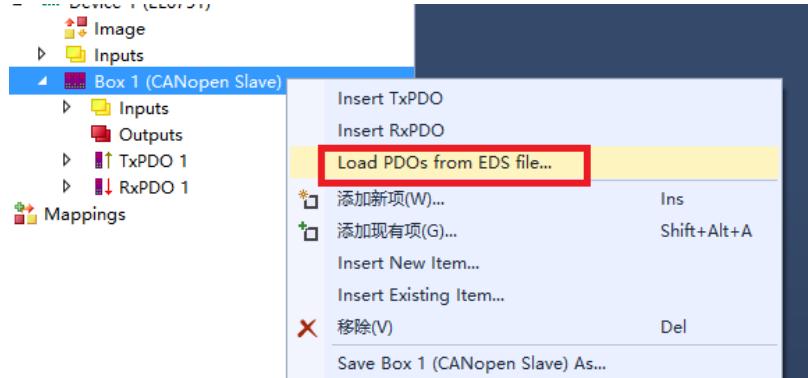 Image
Inputs
Box 1 (CANopen Slave)
Inputs
Outputs
TxPDO 1
RxPDO 1
Mappings
Insert TxPDO
Insert RxPDO
Load PDOs from EDS file...
添加新项(W)... Ins
添加现有项(G)... Shift+Alt+A
Insert New Item...
Insert Existing Item...
移除(V) Del
Save Box 1 (CANopen Slave) As...